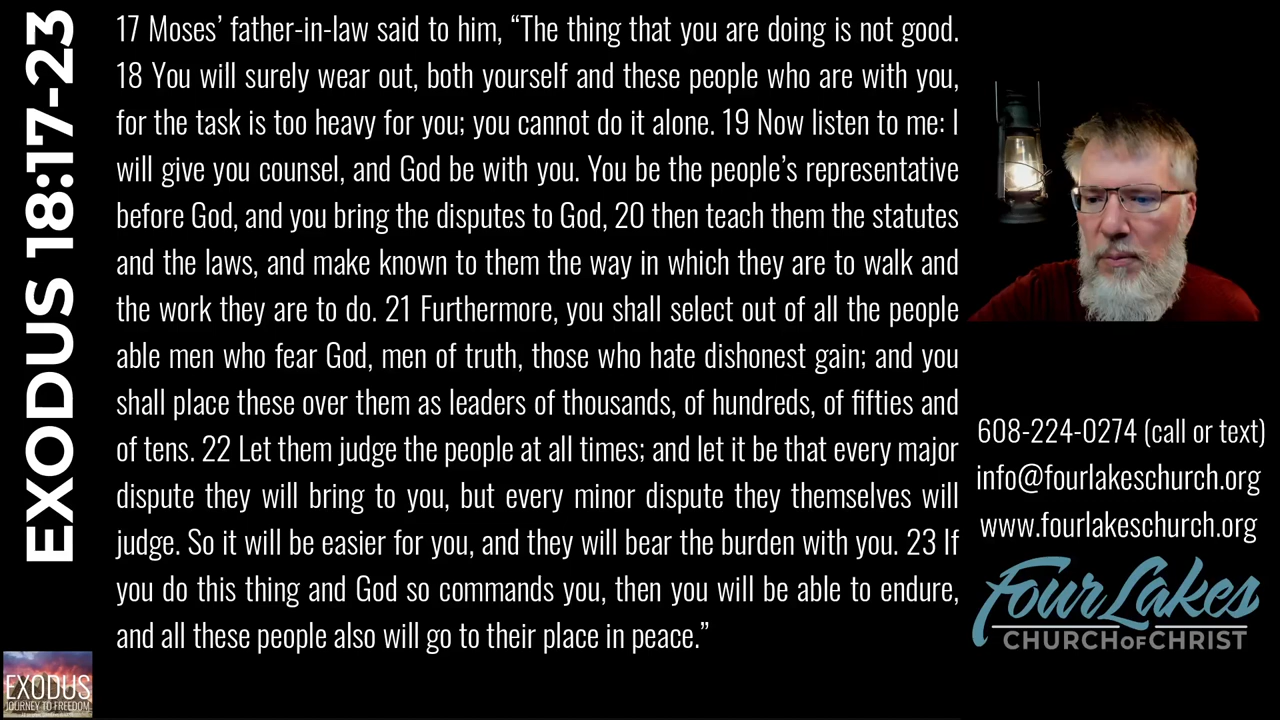 EXODUS 18:17-23
17 Moses’ father-in-law said to him, “The thing that you are doing is not good.
18 You will surely wear out, both yourself and these people who are with you,
for the task is too heavy for you; you cannot do it alone. 19 Now listen to me: I
will give you counsel, and God be with you. You be the people’s representative
before God, and you bring the disputes to God, 20 then teach them the statutes
and the laws, and make known to them the way in which they are to walk and
the work they are to do. 21 Furthermore, you shall select out of all the people
able men who fear God, men of truth, those who hate dishonest gain; and you
shall place these over them as leaders of thousands, of hundreds, of fifties and
of tens. 22 Let them judge the people at all times; and let it be that every major
dispute they will bring to you, but every minor dispute they themselves will
judge. So it will be easier for you, and they will bear the burden with you. 23 If
you do this thing and God so commands you, then you will be able to endure,
and all these people also will go to their place in peace.”
608-224-0274 (call or text)
info@fourlakeschurch.org
www.fourlakeschurch.org
Four Lakes
CHURCH OF CHRIST
EXODUS
JOURNEY TO FREEDOM